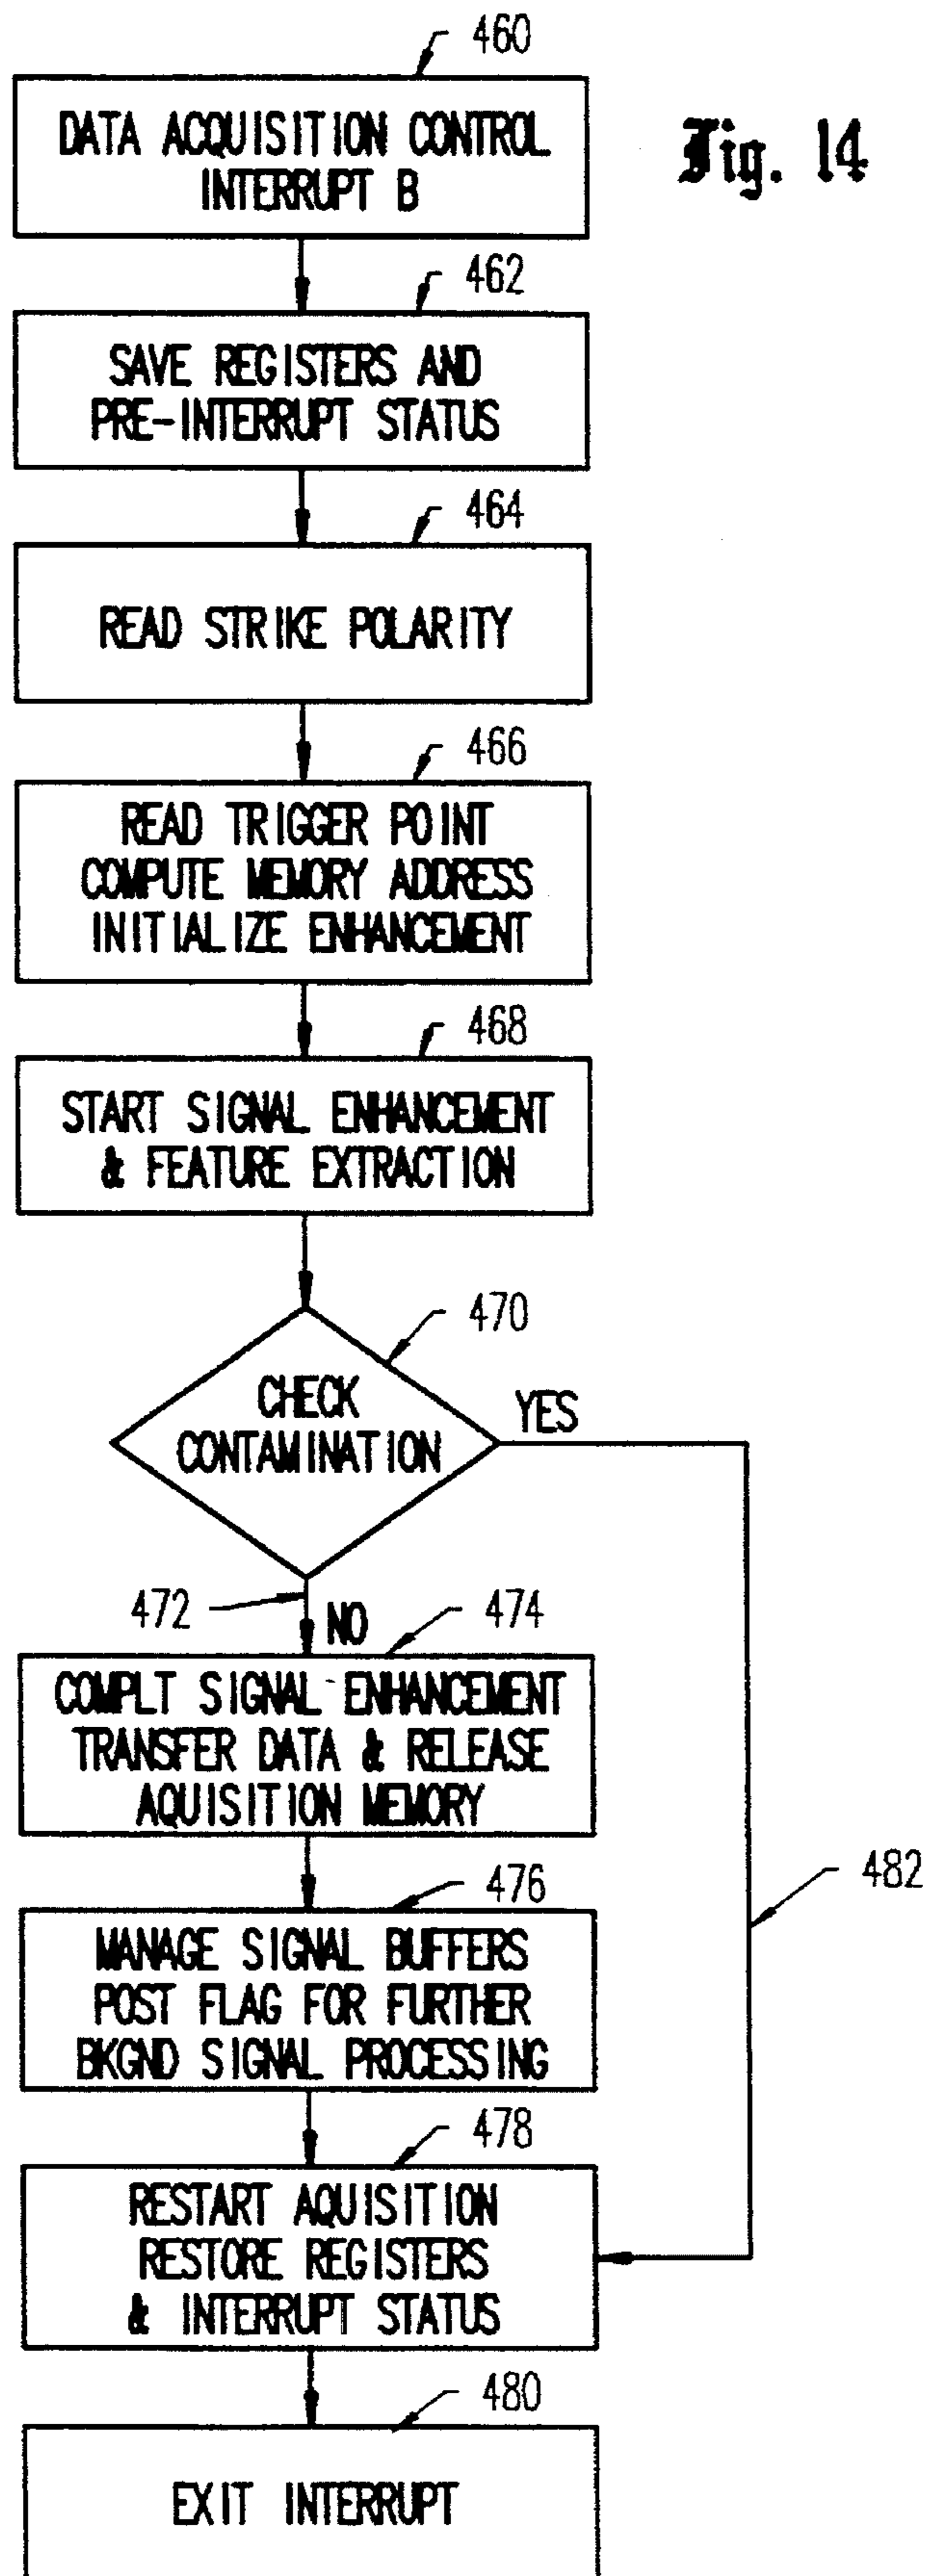 460
Fig. 14
DATA ACQUISITION CONTROL
INTERRUPT B
462
SAVE REGISTERS AND
PRE-INTERRUPT STATUS
464
READ STRIKE POLARITY
466
READ TRIGGER POINT
COMPUTE MEMORY ADDRESS
INITIALIZE ENHANCEMENT
468
START SIGNAL ENHANCEMENT
& FEATURE EXTRACTION
470
CHECK
CONTAMINATION
YES
472
NO
474
COMPLT SIGNAL ENHANCEMENT
TRANSFER DATA & RELEASE
AQUISITION MEMORY
482
476
MANAGE SIGNAL BUFFERS
POST FLAG FOR FURTHER
BKGND SIGNAL PROCESSING
478
RESTART AQUISITION
RESTORE REGISTERS
& INTERRUPT STATUS
480
EXIT INTERRUPT